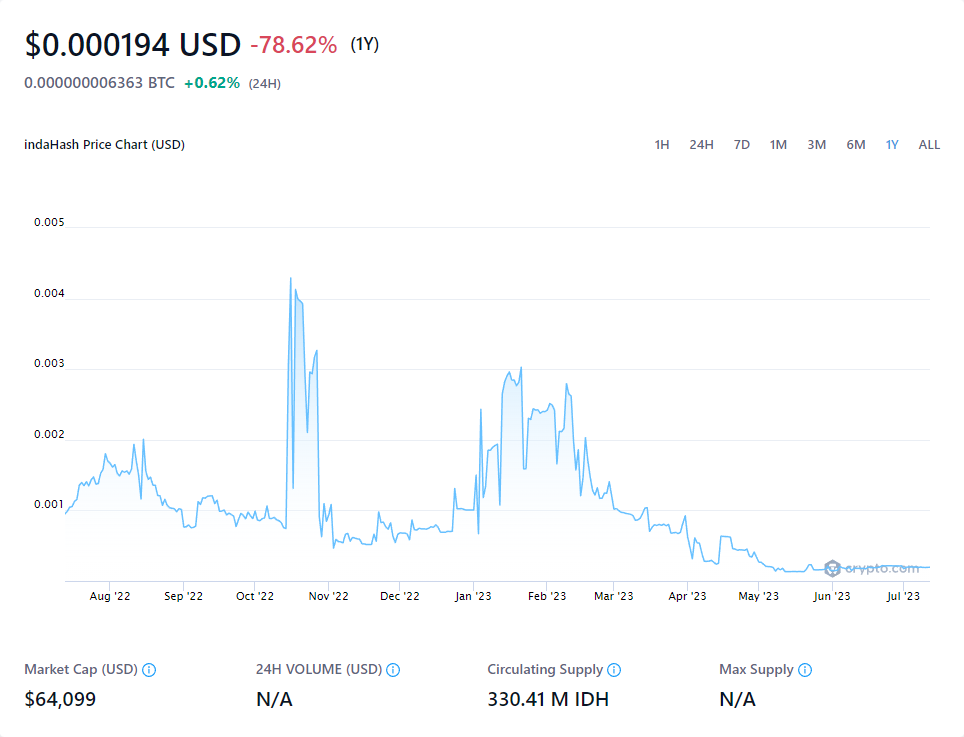 $0.000194 USD -78.62% (1Y)
0.000000006363 BTC +0.62% (24H)
indaHash Price Chart (USD) 1H 24H 7D 1M 3M 6M 1Y ALL
0.005
0.004
0.003
0.002
0.001
crypto.com
Aug '22 Sep '22 Oct '22 Nov '22 Dec '22 Jan '23 Feb '23 Mar '23 Apr '23 May '23 Jun '23 Jul '23
Market Cap (USD) 24H VOLUME (USD) Circulating Supply Max Supply
$64,099 N/A 330.41 M IDH N/A